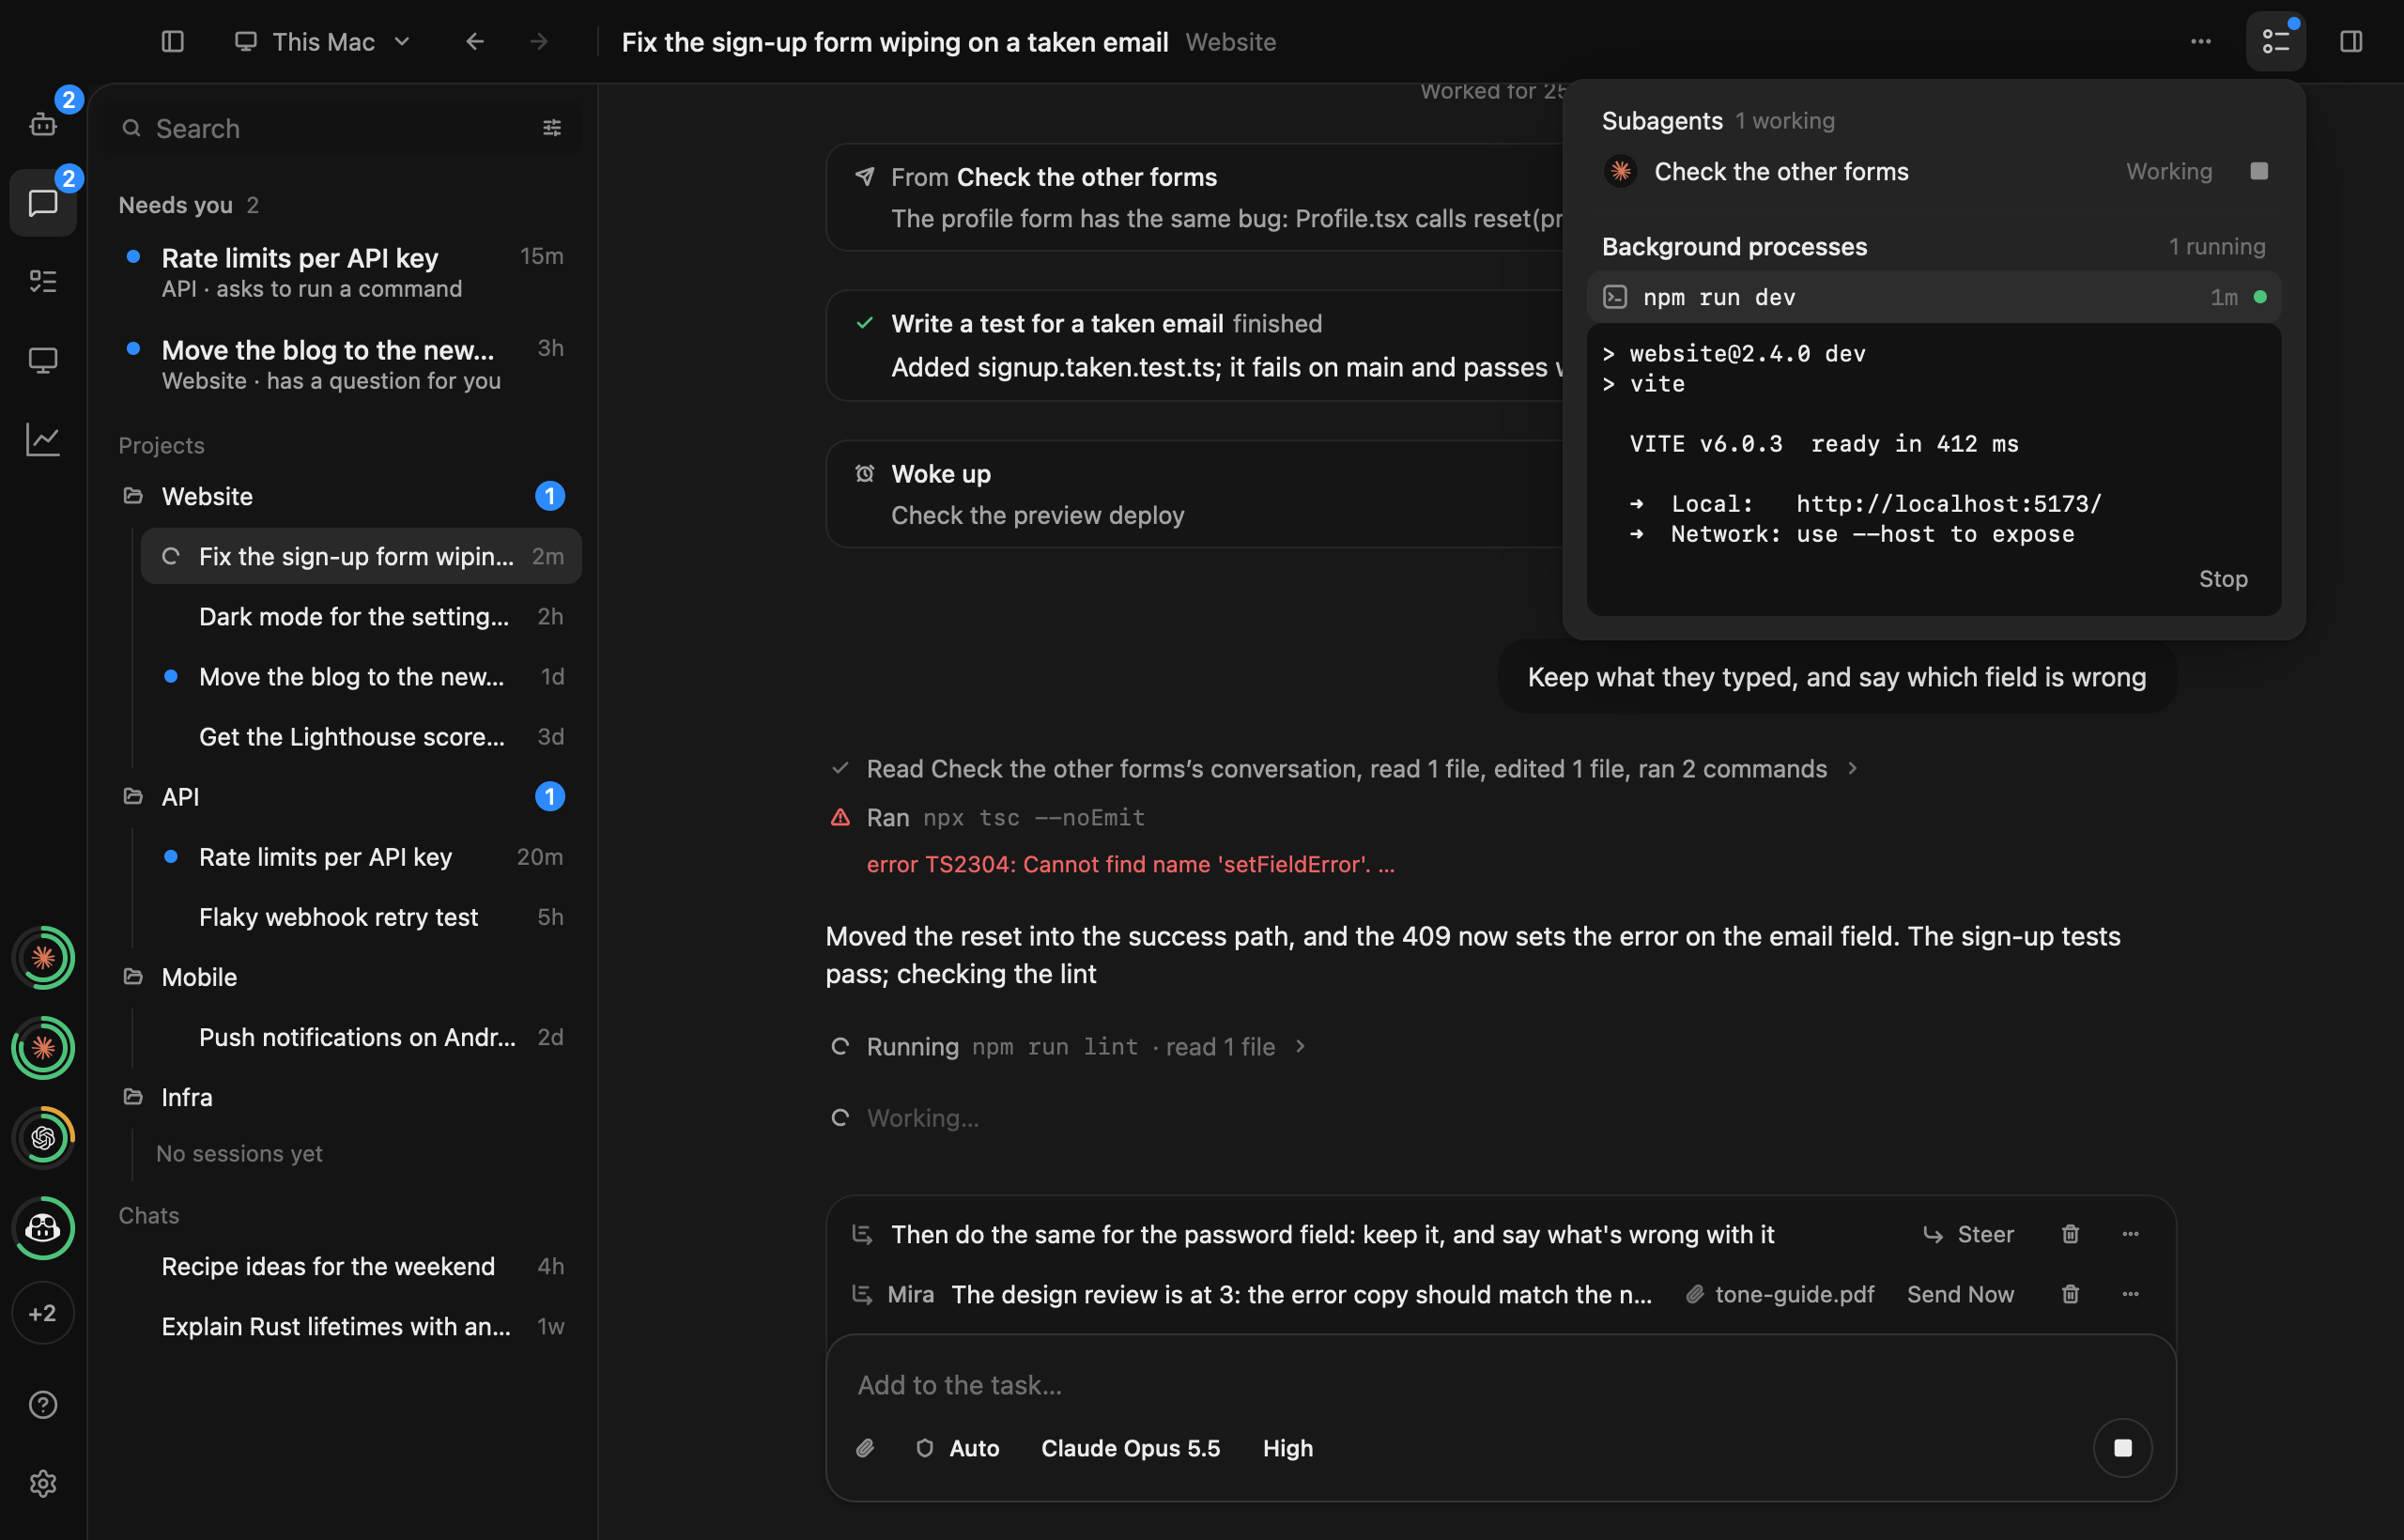 This Mac
Fix the sign-up form wiping on a taken email Website
2
2
+2
Search
Needs you 2
Rate limits per API key 15m
API · asks to run a command
Move the blog to the new... 3h
Website · has a question for you
Projects
Website 1
Fix the sign-up form wipin... 2m
Dark mode for the setting... 2h
Move the blog to the new... 1d
Get the Lighthouse score... 3d
API 1
Rate limits per API key 20m
Flaky webhook retry test 5h
Mobile
Push notifications on Andr... 2d
Infra
No sessions yet
Chats
Recipe ideas for the weekend 4h
Explain Rust lifetimes with an... 1w
Worked for 25
From Check the other forms
The profile form has the same bug: Profile.tsx calls reset(pr
Write a test for a taken email finished
Added signup.taken.test.ts; it fails on main and passes
Woke up
Check the preview deploy
Subagents 1 working
Check the other forms Working
Background processes 1 running
npm run dev 1m
> website@2.4.0 dev
> vite
VITE v6.0.3 ready in 412 ms
➜ Local: http://localhost:5173/
➜ Network: use --host to expose
Stop
Keep what they typed, and say which field is wrong
Read Check the other forms’s conversation, read 1 file, edited 1 file, ran 2 commands
Ran npx tsc --noEmit
error TS2304: Cannot find name 'setFieldError'. ...
Moved the reset into the success path, and the 409 now sets the error on the email field. The sign-up tests
pass; checking the lint
Running npm run lint · read 1 file
Working...
Then do the same for the password field: keep it, and say what's wrong with it Steer
Mira The design review is at 3: the error copy should match the n... tone-guide.pdf Send Now
Add to the task...
Auto Claude Opus 5.5 High